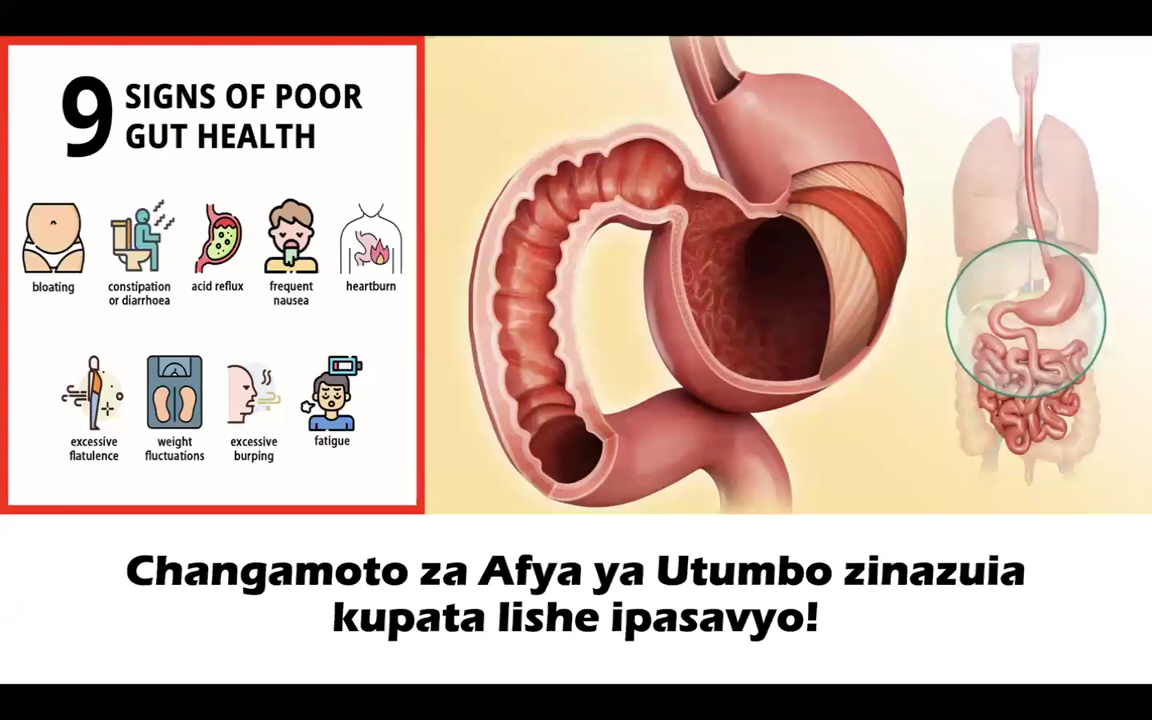 9
SIGNS OF POOR
GUT HEALTH
bloating
constipation
or diarrhoea
acid reflux
frequent
nausea
heartburn
excessive
flatulence
weight
fluctuations
excessive
burping
fatigue
Changamoto za Afya ya Utumbo zinazuia
kupata lishe ipasavyo!